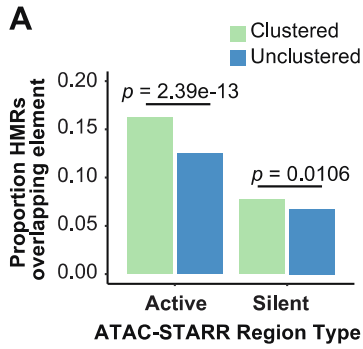 A
Clustered
Unclustered
Proportion HMRs
overlapping element
0.20
0.15
0.10
0.05
0.00
p = 2.39e-13
p = 0.0106
Active
Silent
ATAC-STARR Region Type